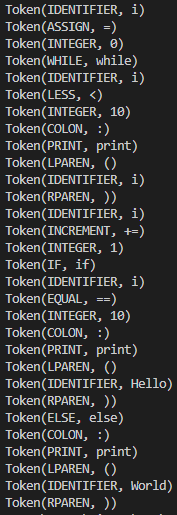 Token(IDENTIFIER, i)
Token(ASSIGN, =)
Token(INTEGER, 0)
Token(WHILE, while)
Token(IDENTIFIER, i)
Token(LESS, <)
Token(INTEGER, 10)
Token(COLON, :)
Token(PRINT, print)
Token(LPAREN, ()
Token(IDENTIFIER, i)
Token(RPAREN, ))
Token(IDENTIFIER, i)
Token(INCREMENT, +=)
Token(INTEGER, 1)
Token(IF, if)
Token(IDENTIFIER, i)
Token(EQUAL, ==)
Token(INTEGER, 10)
Token(COLON, :)
Token(PRINT, print)
Token(LPAREN, ()
Token(IDENTIFIER, Hello)
Token(RPAREN, ))
Token(ELSE, else)
Token(COLON, :)
Token(PRINT, print)
Token(LPAREN, ()
Token(IDENTIFIER, World)
Token(RPAREN, ))